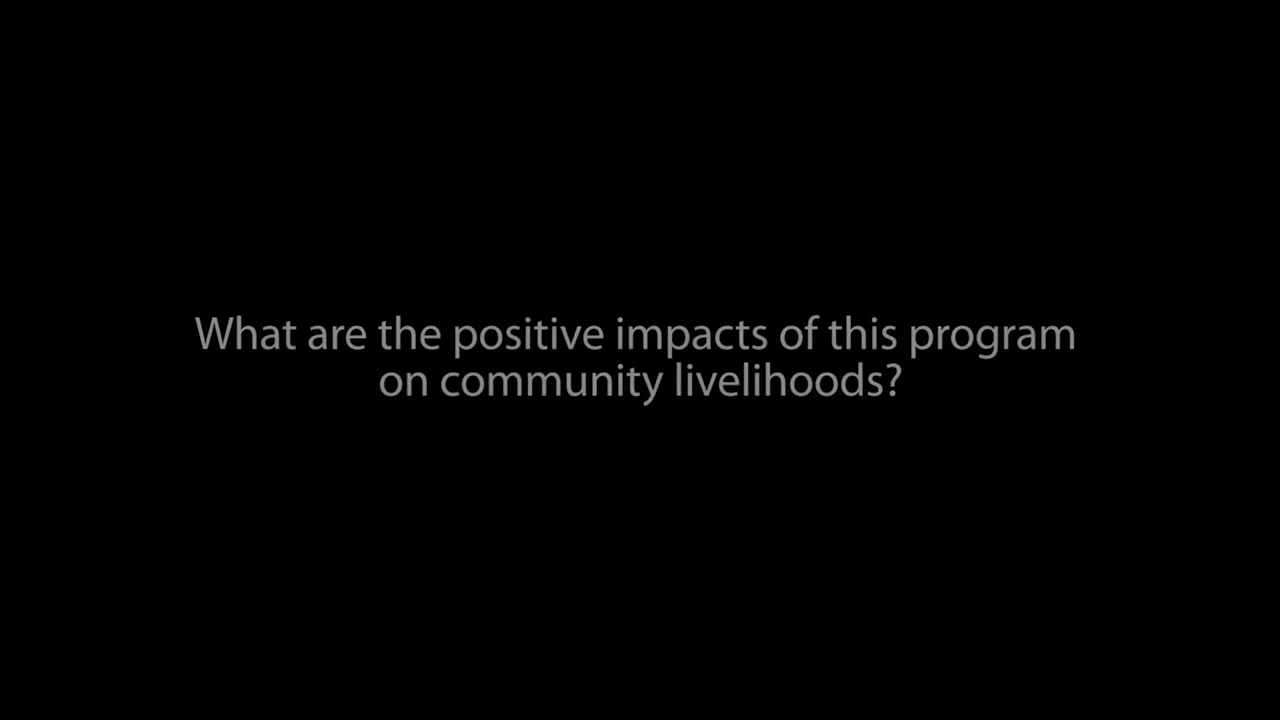 What are the positive impacts of this program
on community livelihoods?